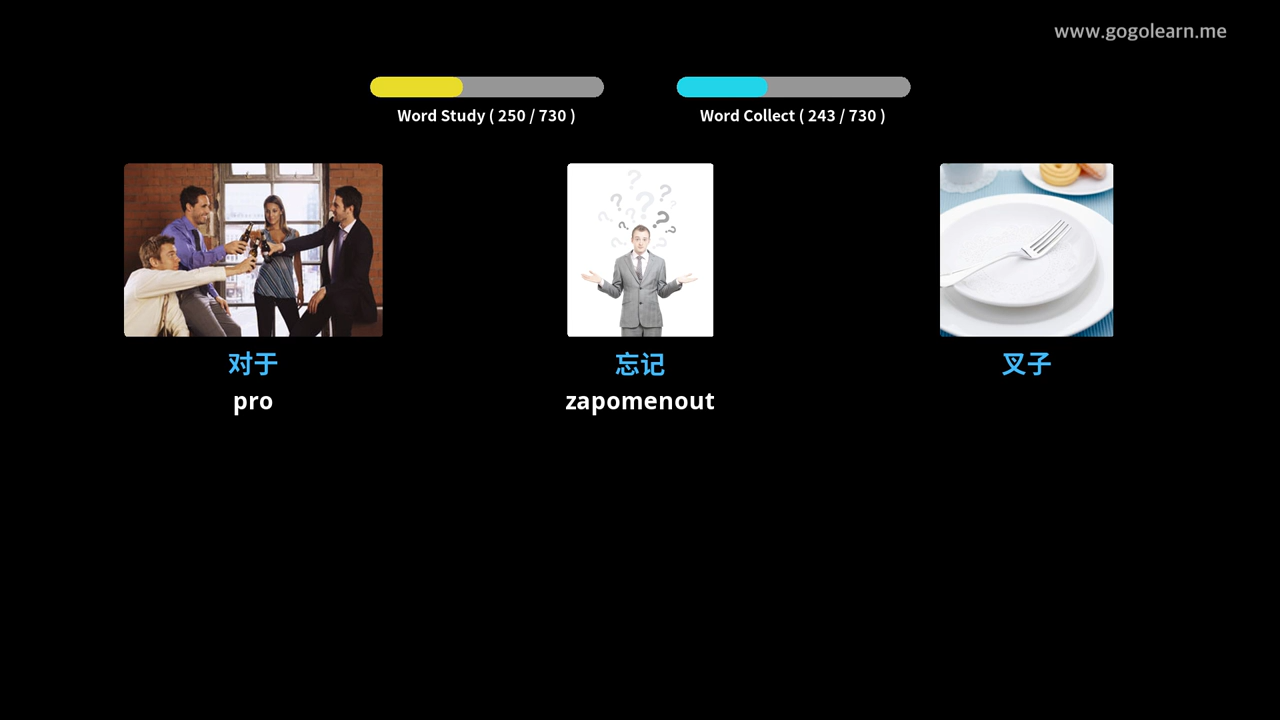 www.gogolearn.me
Word Study ( 250 / 730 )
Word Collect ( 243 / 730 )
对于
pro
忘记
zapomenout
叉子